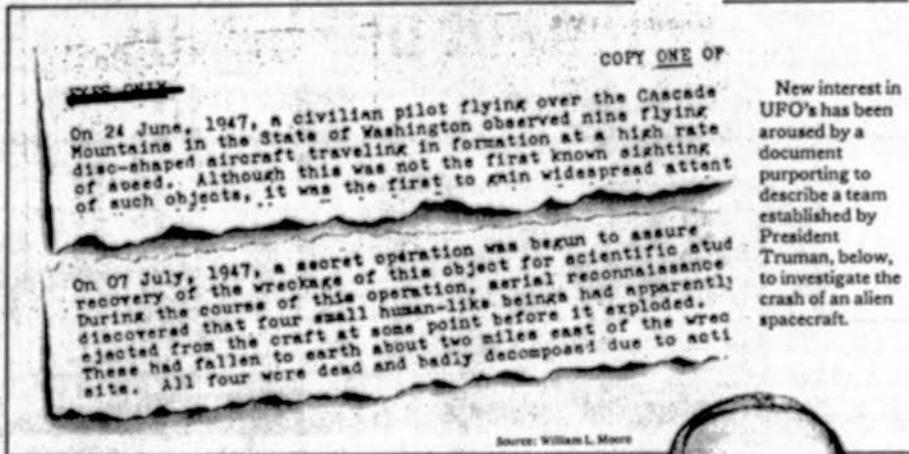 COPY ONE OF
EYES ONLY
On 24 June, 1947, a civilian pilot flying over the Cascade
Mountains in the State of Washington observed nine flying
disc-shaped aircraft traveling in formation at a high rate
of speed. Although this was not the first known sighting
of such objects, it was the first to gain widespread attent
On 07 July, 1947, a secret operation was begun to assure
recovery of the wreckage of this object for scientific stud
During the course of this operation, aerial reconnaissance
discovered that four small human-like beings had apparently
ejected from the craft at some point before it exploded.
These had fallen to earth about two miles east of the wrec
site. All four were dead and badly decomposed due to acti
New interest in
UFO's has been
aroused by a
document
purporting to
describe a team
established by
President
Truman, below,
to investigate the
crash of an alien
spacecraft.
Source: William L. Moore